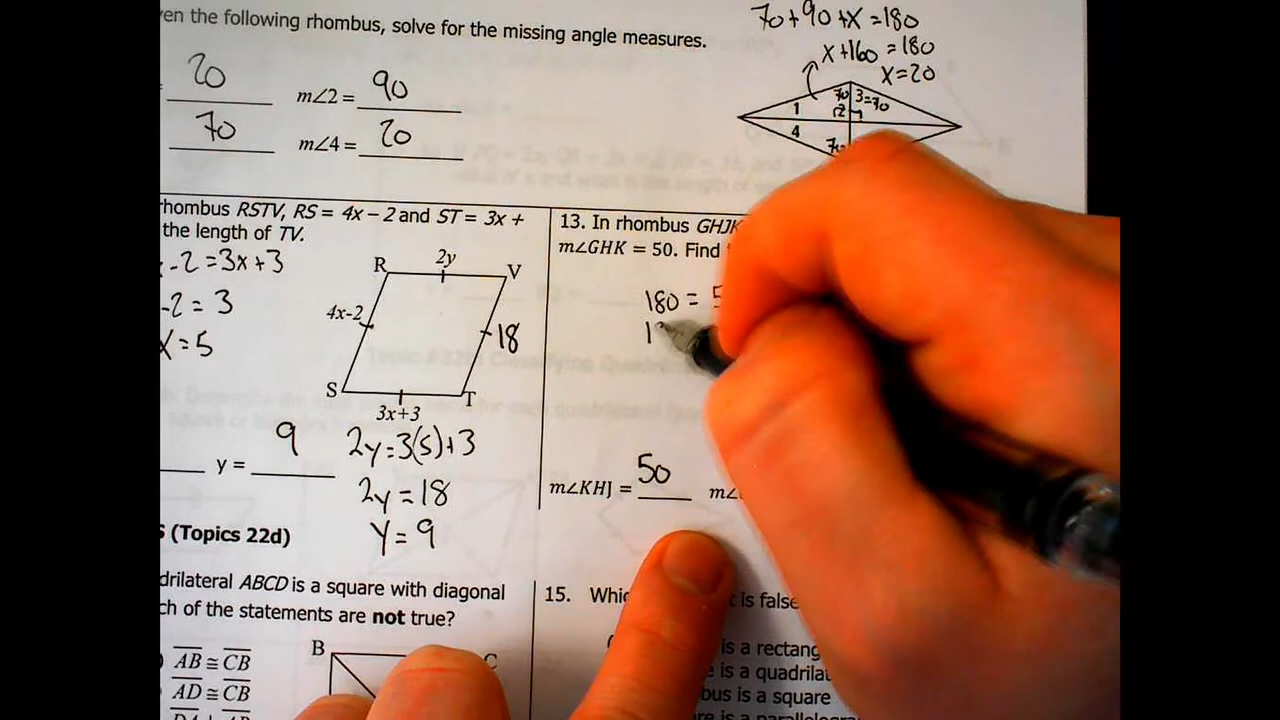 en the following rhombus, solve for the missing angle measures.
20 m∠2 = 90
70 m∠4 = 20
70+90+x=180
x+160=180
x=20
70 3=70
1 2
4
70
rhombus RSTV, RS = 4x − 2 and ST = 3x +
the length of TV.
-2=3x+3
-2=3
x=5
R 2y V
4x-2 18
S T
3x+3
9 2y=3(5)+3
y =
2y=18
y=9
13. In rhombus GHJK
m∠GHK = 50. Find
180 =
m∠KHJ = 50 m∠
(Topics 22d)
drilateral ABCD is a square with diagonal
ch of the statements are not true?
AB ≅ CB
AD ≅ CB
B C
15. is false
is a rectang
is a quadrilat
bus is a square